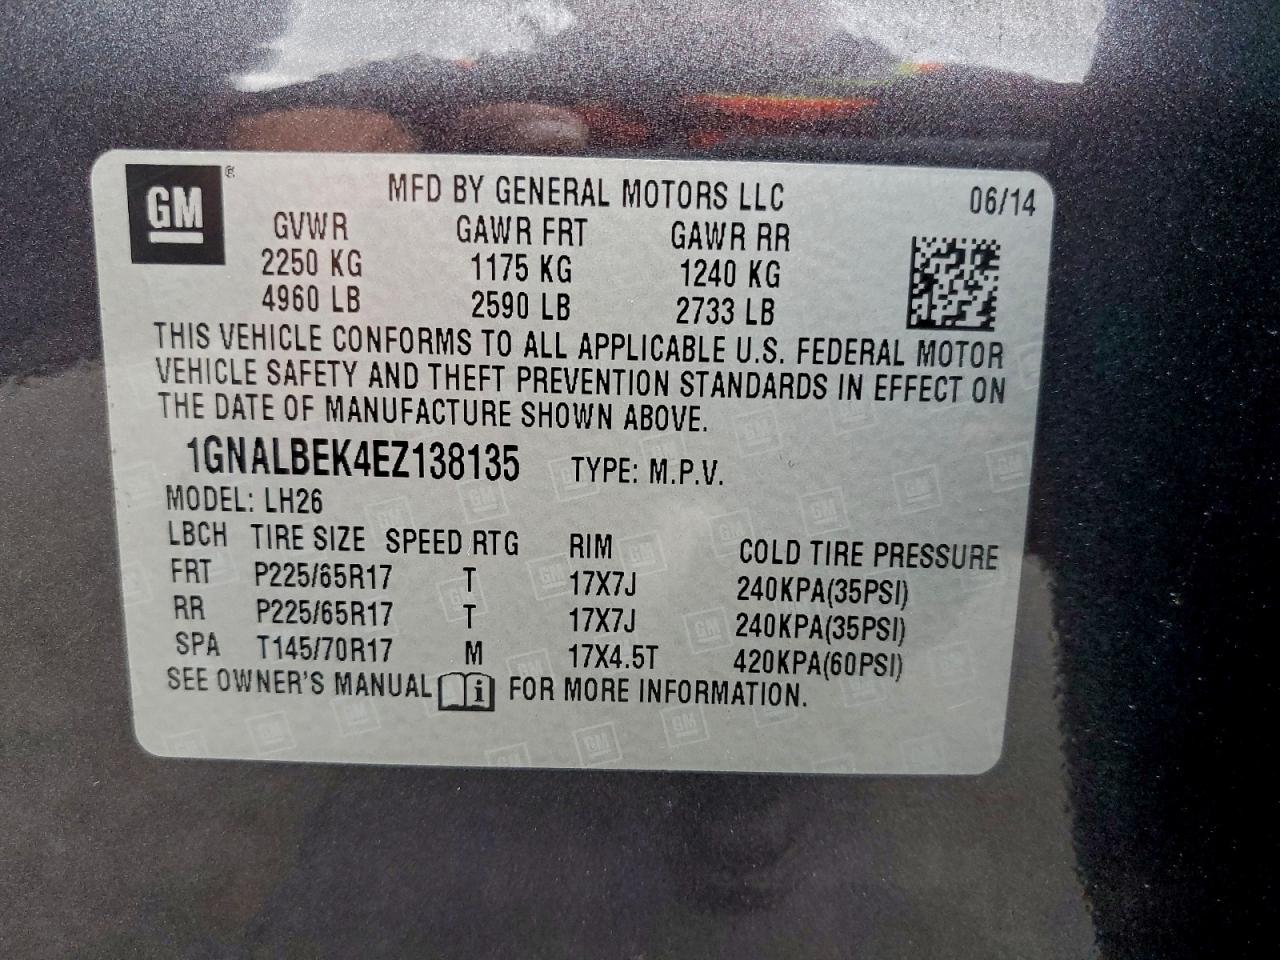 GM ®
MFD BY GENERAL MOTORS LLC 06/14
GVWR GAWR FRT GAWR RR
2250 KG 1175 KG 1240 KG
4960 LB 2590 LB 2733 LB
THIS VEHICLE CONFORMS TO ALL APPLICABLE U.S. FEDERAL MOTOR
VEHICLE SAFETY AND THEFT PREVENTION STANDARDS IN EFFECT ON
THE DATE OF MANUFACTURE SHOWN ABOVE.
1GNALBEK4EZ138135 TYPE: M.P.V.
MODEL: LH26
LBCH TIRE SIZE SPEED RTG RIM COLD TIRE PRESSURE
FRT P225/65R17 T 17X7J 240KPA(35PSI)
RR P225/65R17 T 17X7J 240KPA(35PSI)
SPA T145/70R17 M 17X4.5T 420KPA(60PSI)
SEE OWNER'S MANUAL i FOR MORE INFORMATION.